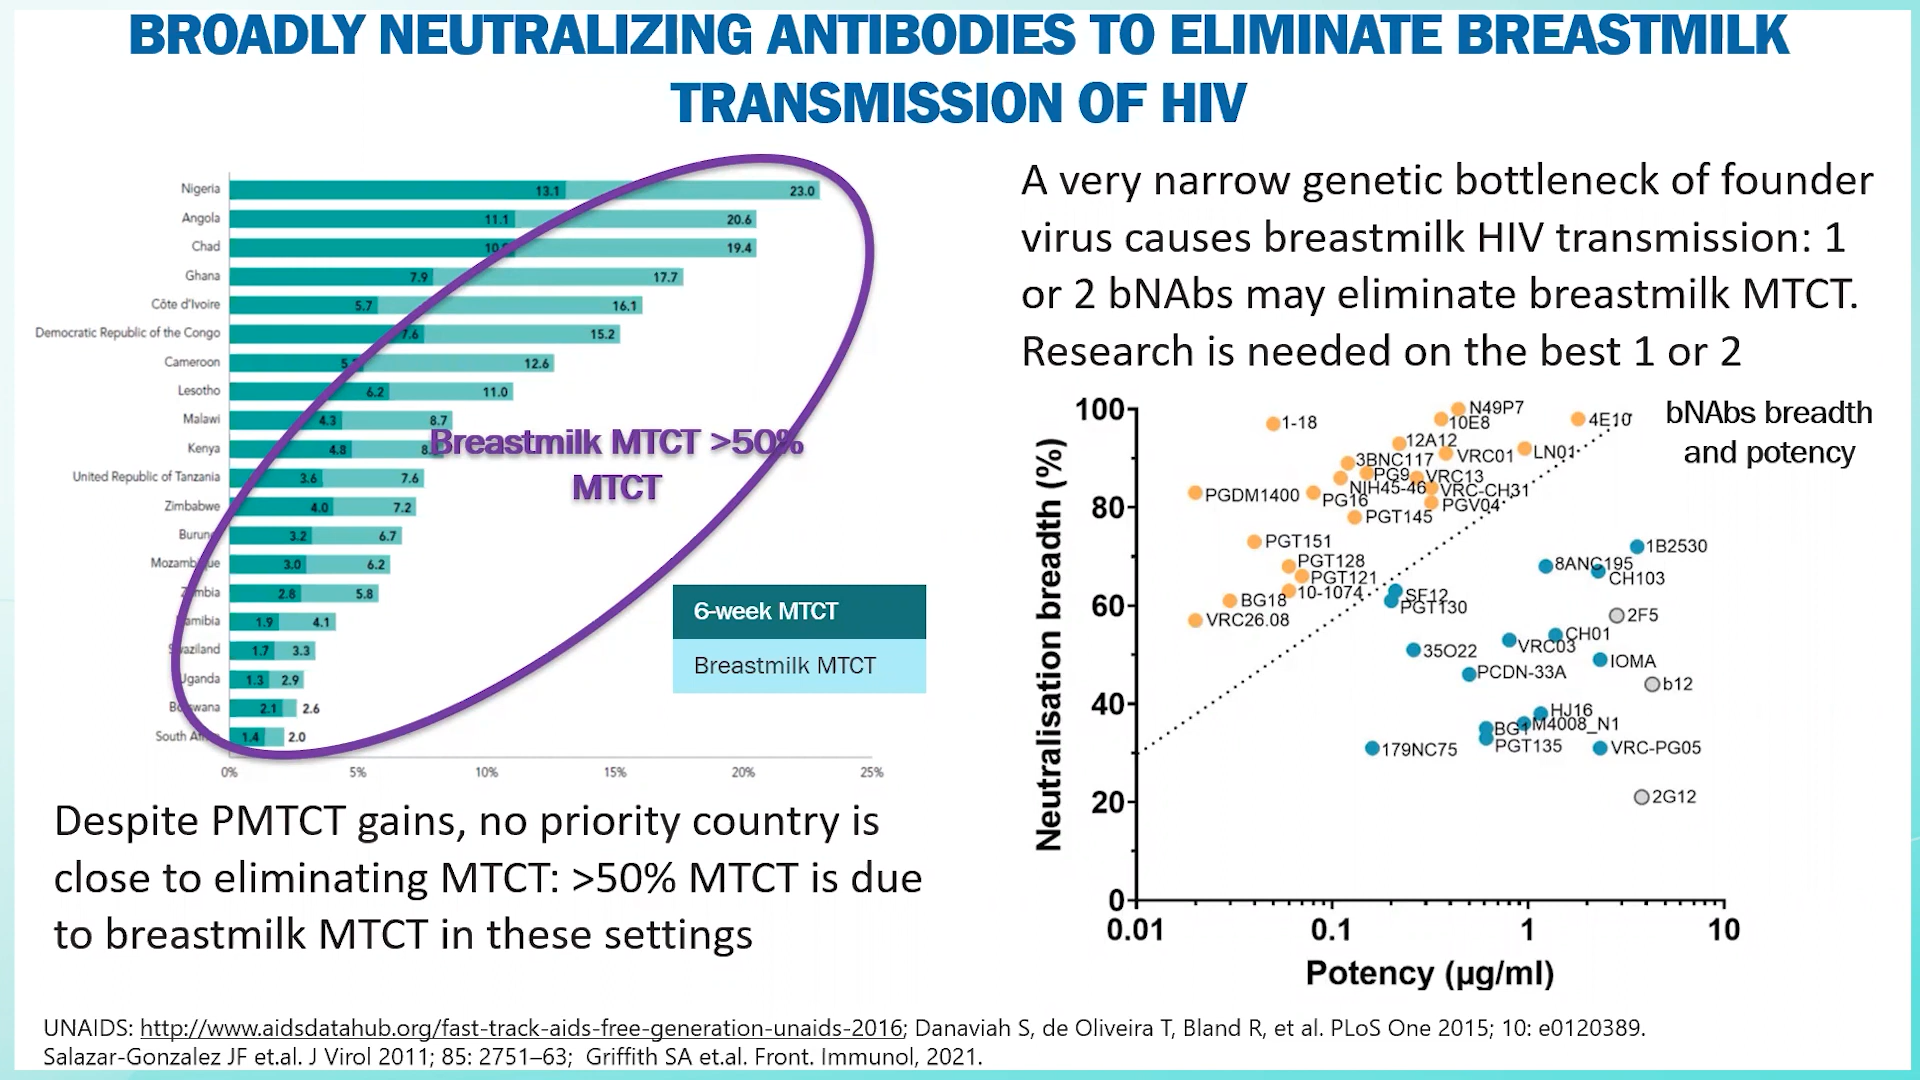 BROADLY NEUTRALIZING ANTIBODIES TO ELIMINATE BREASTMILK
TRANSMISSION OF HIV
Nigeria 13.1 23.0
Angola 11.1 20.6
Chad 19.4
Ghana 7.9 17.7
Côte d'Ivoire 5.7 16.1
Democratic Republic of the Congo 7.6 15.2
Cameroon 12.6
Lesotho 6.2 11.0
Malawi 4.3 8.7
Kenya 4.8
United Republic of Tanzania 3.6 7.6
Zimbabwe 4.0 7.2
3.2 6.7
Mozambique 3.0 6.2
Zambia 2.8 5.8
Namibia 1.9 4.1
Swaziland 1.7 3.3
Uganda 1.3 2.9
Botswana 2.1 2.6
South 1.4 2.0
0% 5% 10% 15% 20% 25%
Breastmilk MTCT >50%
MTCT
6-week MTCT
Breastmilk MTCT
Despite PMTCT gains, no priority country is
close to eliminating MTCT: >50% MTCT is due
to breastmilk MTCT in these settings
A very narrow genetic bottleneck of founder
virus causes breastmilk HIV transmission: 1
or 2 bNAbs may eliminate breastmilk MTCT.
Research is needed on the best 1 or 2
bNAbs breadth
and potency
Neutralisation breadth (%)
100
80
60
40
20
0
N49P7
1-18
10E8
4E10
12A12
3BNC117
VRC01
LN01
PG9
VRC13
NIH45-46
VRC-CH31
PGDM1400
PG16
PGV04
PGT145
PGT151
1B2530
PGT128
8ANC195
PGT121
CH103
10-1074
SF12
BG18
PGT130
VRC26.08
2F5
CH01
VRC03
35O22
IOMA
PCDN-33A
b12
HJ16
M4008_N1
BG1
PGT135
179NC75
VRC-PG05
2G12
0.01 0.1 1 10
Potency (µg/ml)
UNAIDS: http://www.aidsdatahub.org/fast-track-aids-free-generation-unaids-2016; Danaviah S, de Oliveira T, Bland R, et al. PLoS One 2015; 10: e0120389.
Salazar-Gonzalez JF et.al. J Virol 2011; 85: 2751–63; Griffith SA et.al. Front. Immunol, 2021.